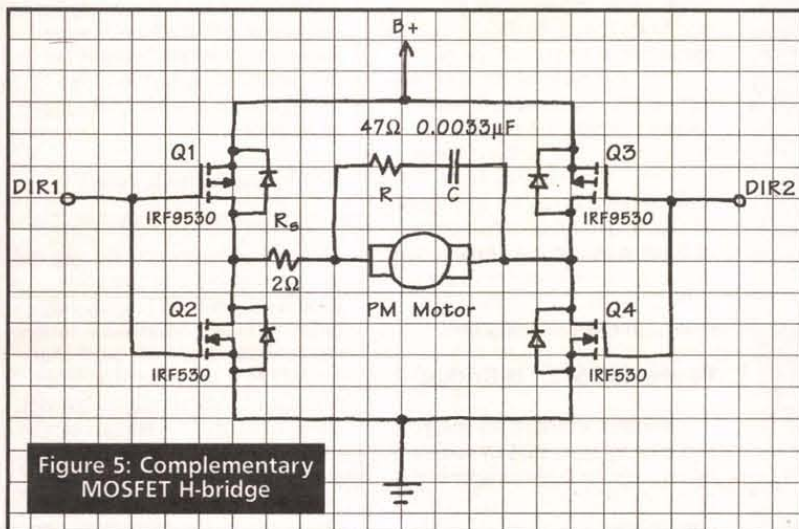 B+
47Ω 0.0033µF
Q1
Q3
DIR1
R
C
DIR2
IRF9530
Rs
IRF9530
2Ω
Q2
PM Motor
Q4
IRF530
IRF530
Figure 5: Complementary
MOSFET H-bridge